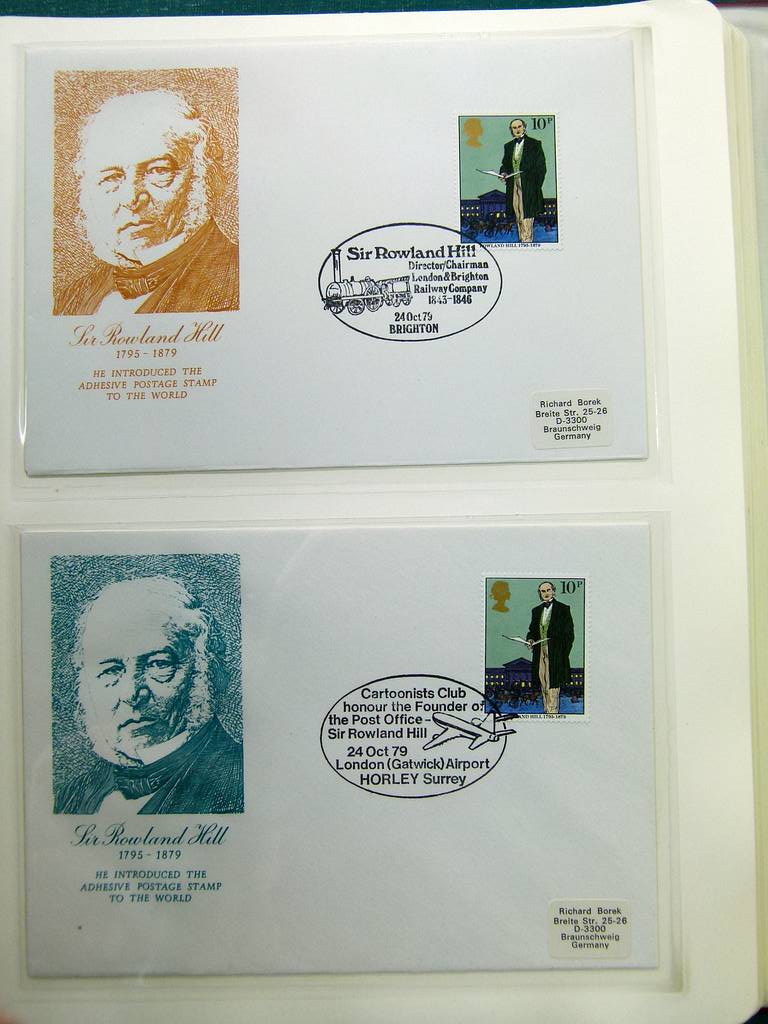 10P
ROWLAND HILL 1795-1879
Sir Rowland Hill
Director/Chairman
London & Brighton
Railway Company
1843-1846
24 Oct 79
BRIGHTON
Sir Rowland Hill
1795 - 1879
HE INTRODUCED THE
ADHESIVE POSTAGE STAMP
TO THE WORLD
Richard Borek
Breite Str. 25-26
D-3300
Braunschweig
Germany
10P
LAND HILL 1795-1879
Cartoonists Club
honour the Founder of
the Post Office -
Sir Rowland Hill
24 Oct 79
London (Gatwick) Airport
HORLEY Surrey
Sir Rowland Hill
1795 - 1879
HE INTRODUCED THE
ADHESIVE POSTAGE STAMP
TO THE WORLD
Richard Borek
Breite Str. 25-26
D-3300
Braunschweig
Germany